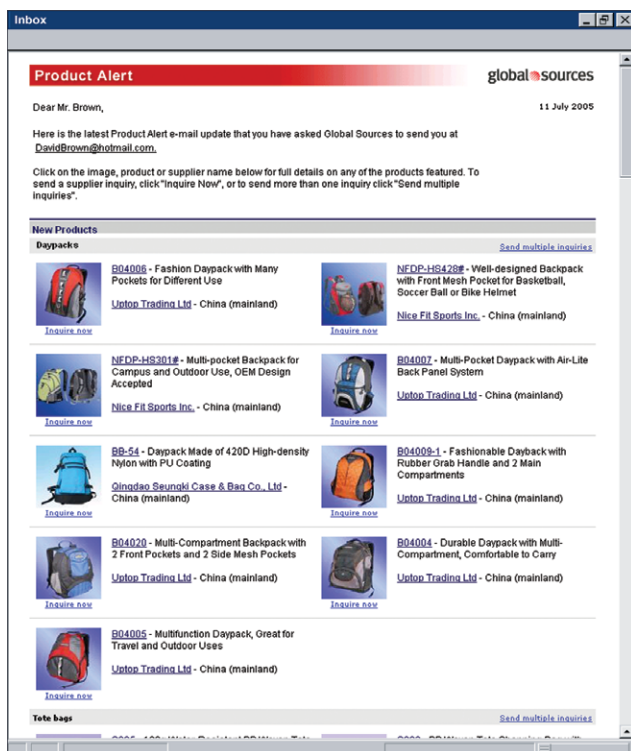 Inbox
Product Alert
global sources
Dear Mr. Brown,
11 July 2005
Here is the latest Product Alert e-mail update that you have asked Global Sources to send you at
DavidBrown@hotmail.com.
Click on the image, product or supplier name below for full details on any of the products featured. To
send a supplier inquiry, click "Inquire Now", or to send more than one inquiry click "Send multiple
inquiries".
New Products
Daypacks
Send multiple inquiries
B04006 - Fashion Daypack with Many
Pockets for Different Use
Uptop Trading Ltd - China (mainland)
Inquire now
NFDP-HS428# - Well-designed Backpack
with Front Mesh Pocket for Basketball,
Soccer Ball or Bike Helmet
Nice Fit Sports Inc. - China (mainland)
Inquire now
NFDP-HS301# - Multi-pocket Backpack for
Campus and Outdoor Use, OEM Design
Accepted
Nice Fit Sports Inc. - China (mainland)
Inquire now
B04007 - Multi-Pocket Daypack with Air-Lite
Back Panel System
Uptop Trading Ltd - China (mainland)
Inquire now
BB-54 - Daypack Made of 420D High-density
Nylon with PU Coating
Qingdao Seungki Case & Bag Co., Ltd -
China (mainland)
Inquire now
B04009-1 - Fashionable Dayback with
Rubber Grab Handle and 2 Main
Compartments
Uptop Trading Ltd - China (mainland)
Inquire now
B04020 - Multi-Compartment Backpack with
2 Front Pockets and 2 Side Mesh Pockets
Uptop Trading Ltd - China (mainland)
Inquire now
B04004 - Durable Daypack with Multi-
Compartment, Comfortable to Carry
Uptop Trading Ltd - China (mainland)
Inquire now
B04005 - Multifunction Daypack, Great for
Travel and Outdoor Uses
Uptop Trading Ltd - China (mainland)
Inquire now
Tote bags
Send multiple inquiries